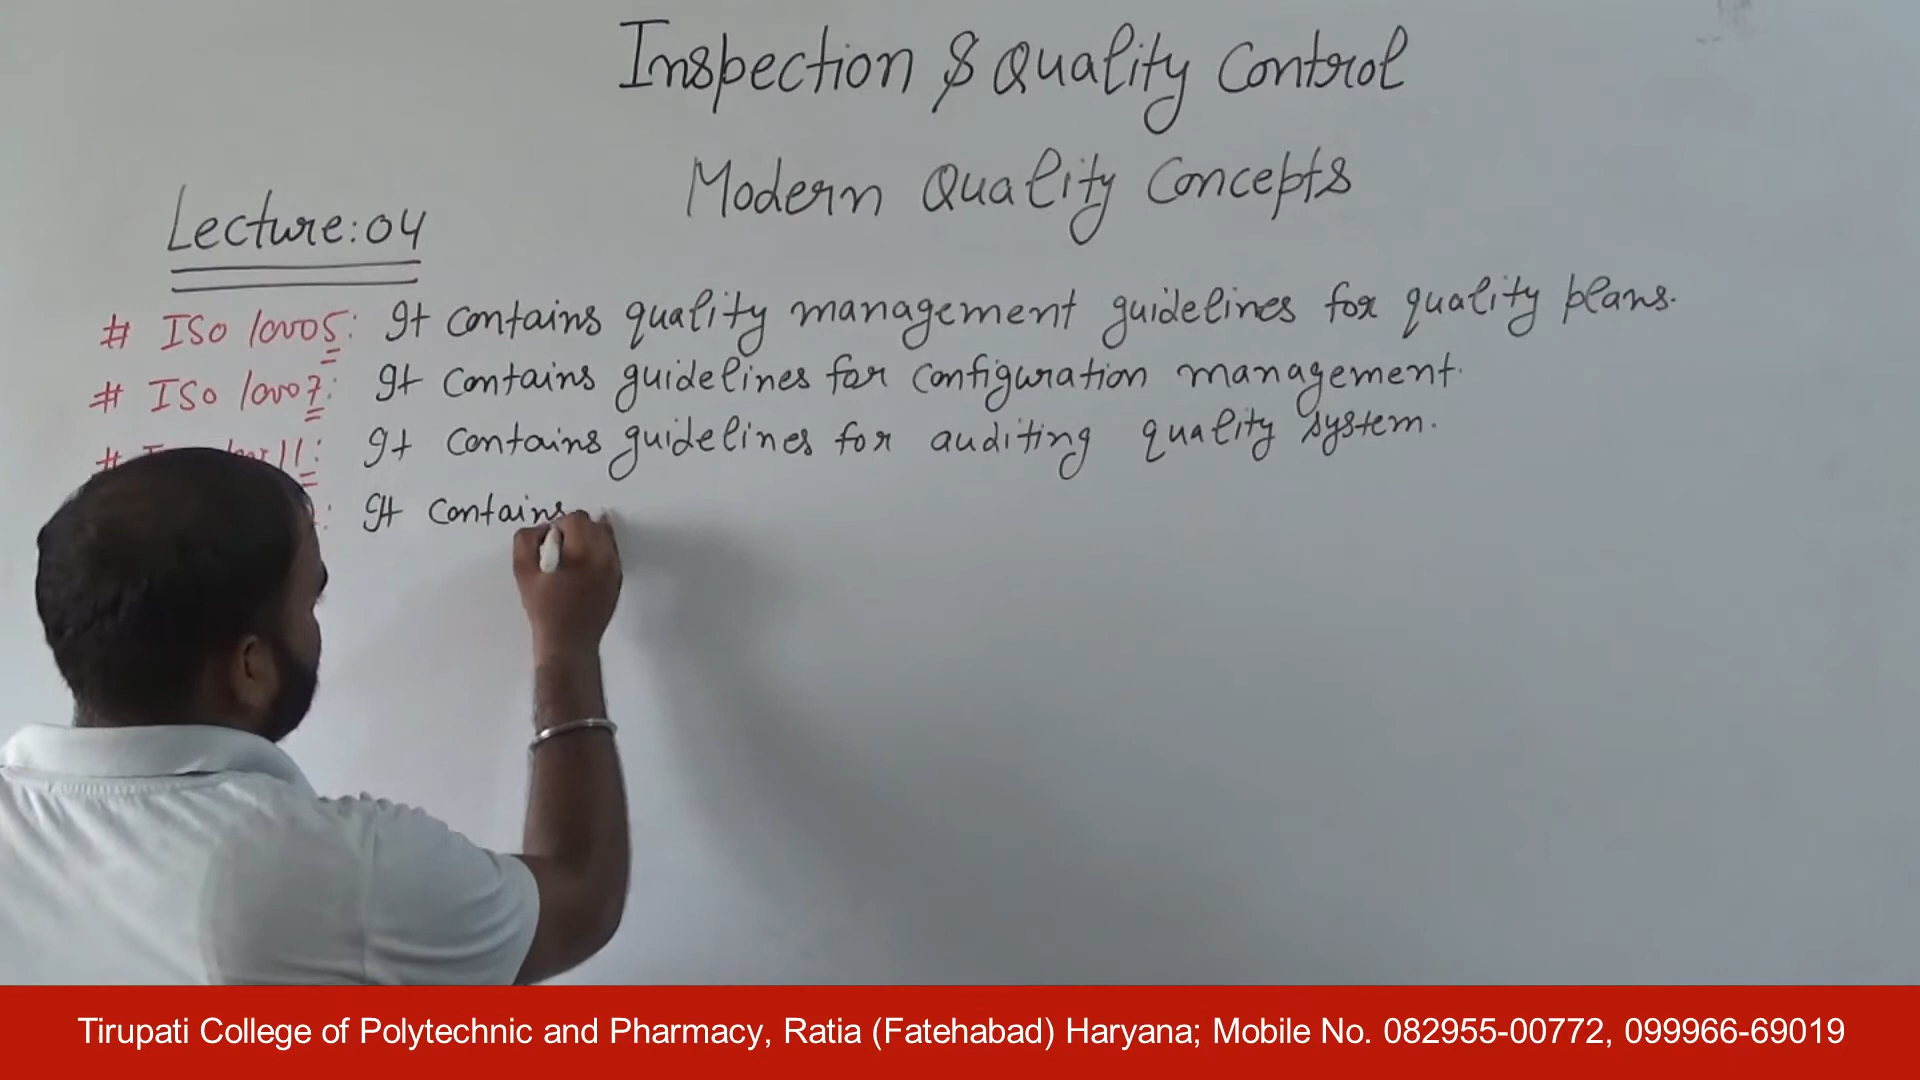 Inspection & Quality Control
Modern Quality Concepts
Lecture:04
# ISO 10005: It contains quality management guidelines for quality plans.
# ISO 10007: It contains guidelines for configuration management.
# 11: It contains guidelines for auditing quality system.
: It contains
Tirupati College of Polytechnic and Pharmacy, Ratia (Fatehabad) Haryana; Mobile No. 082955-00772, 099966-69019